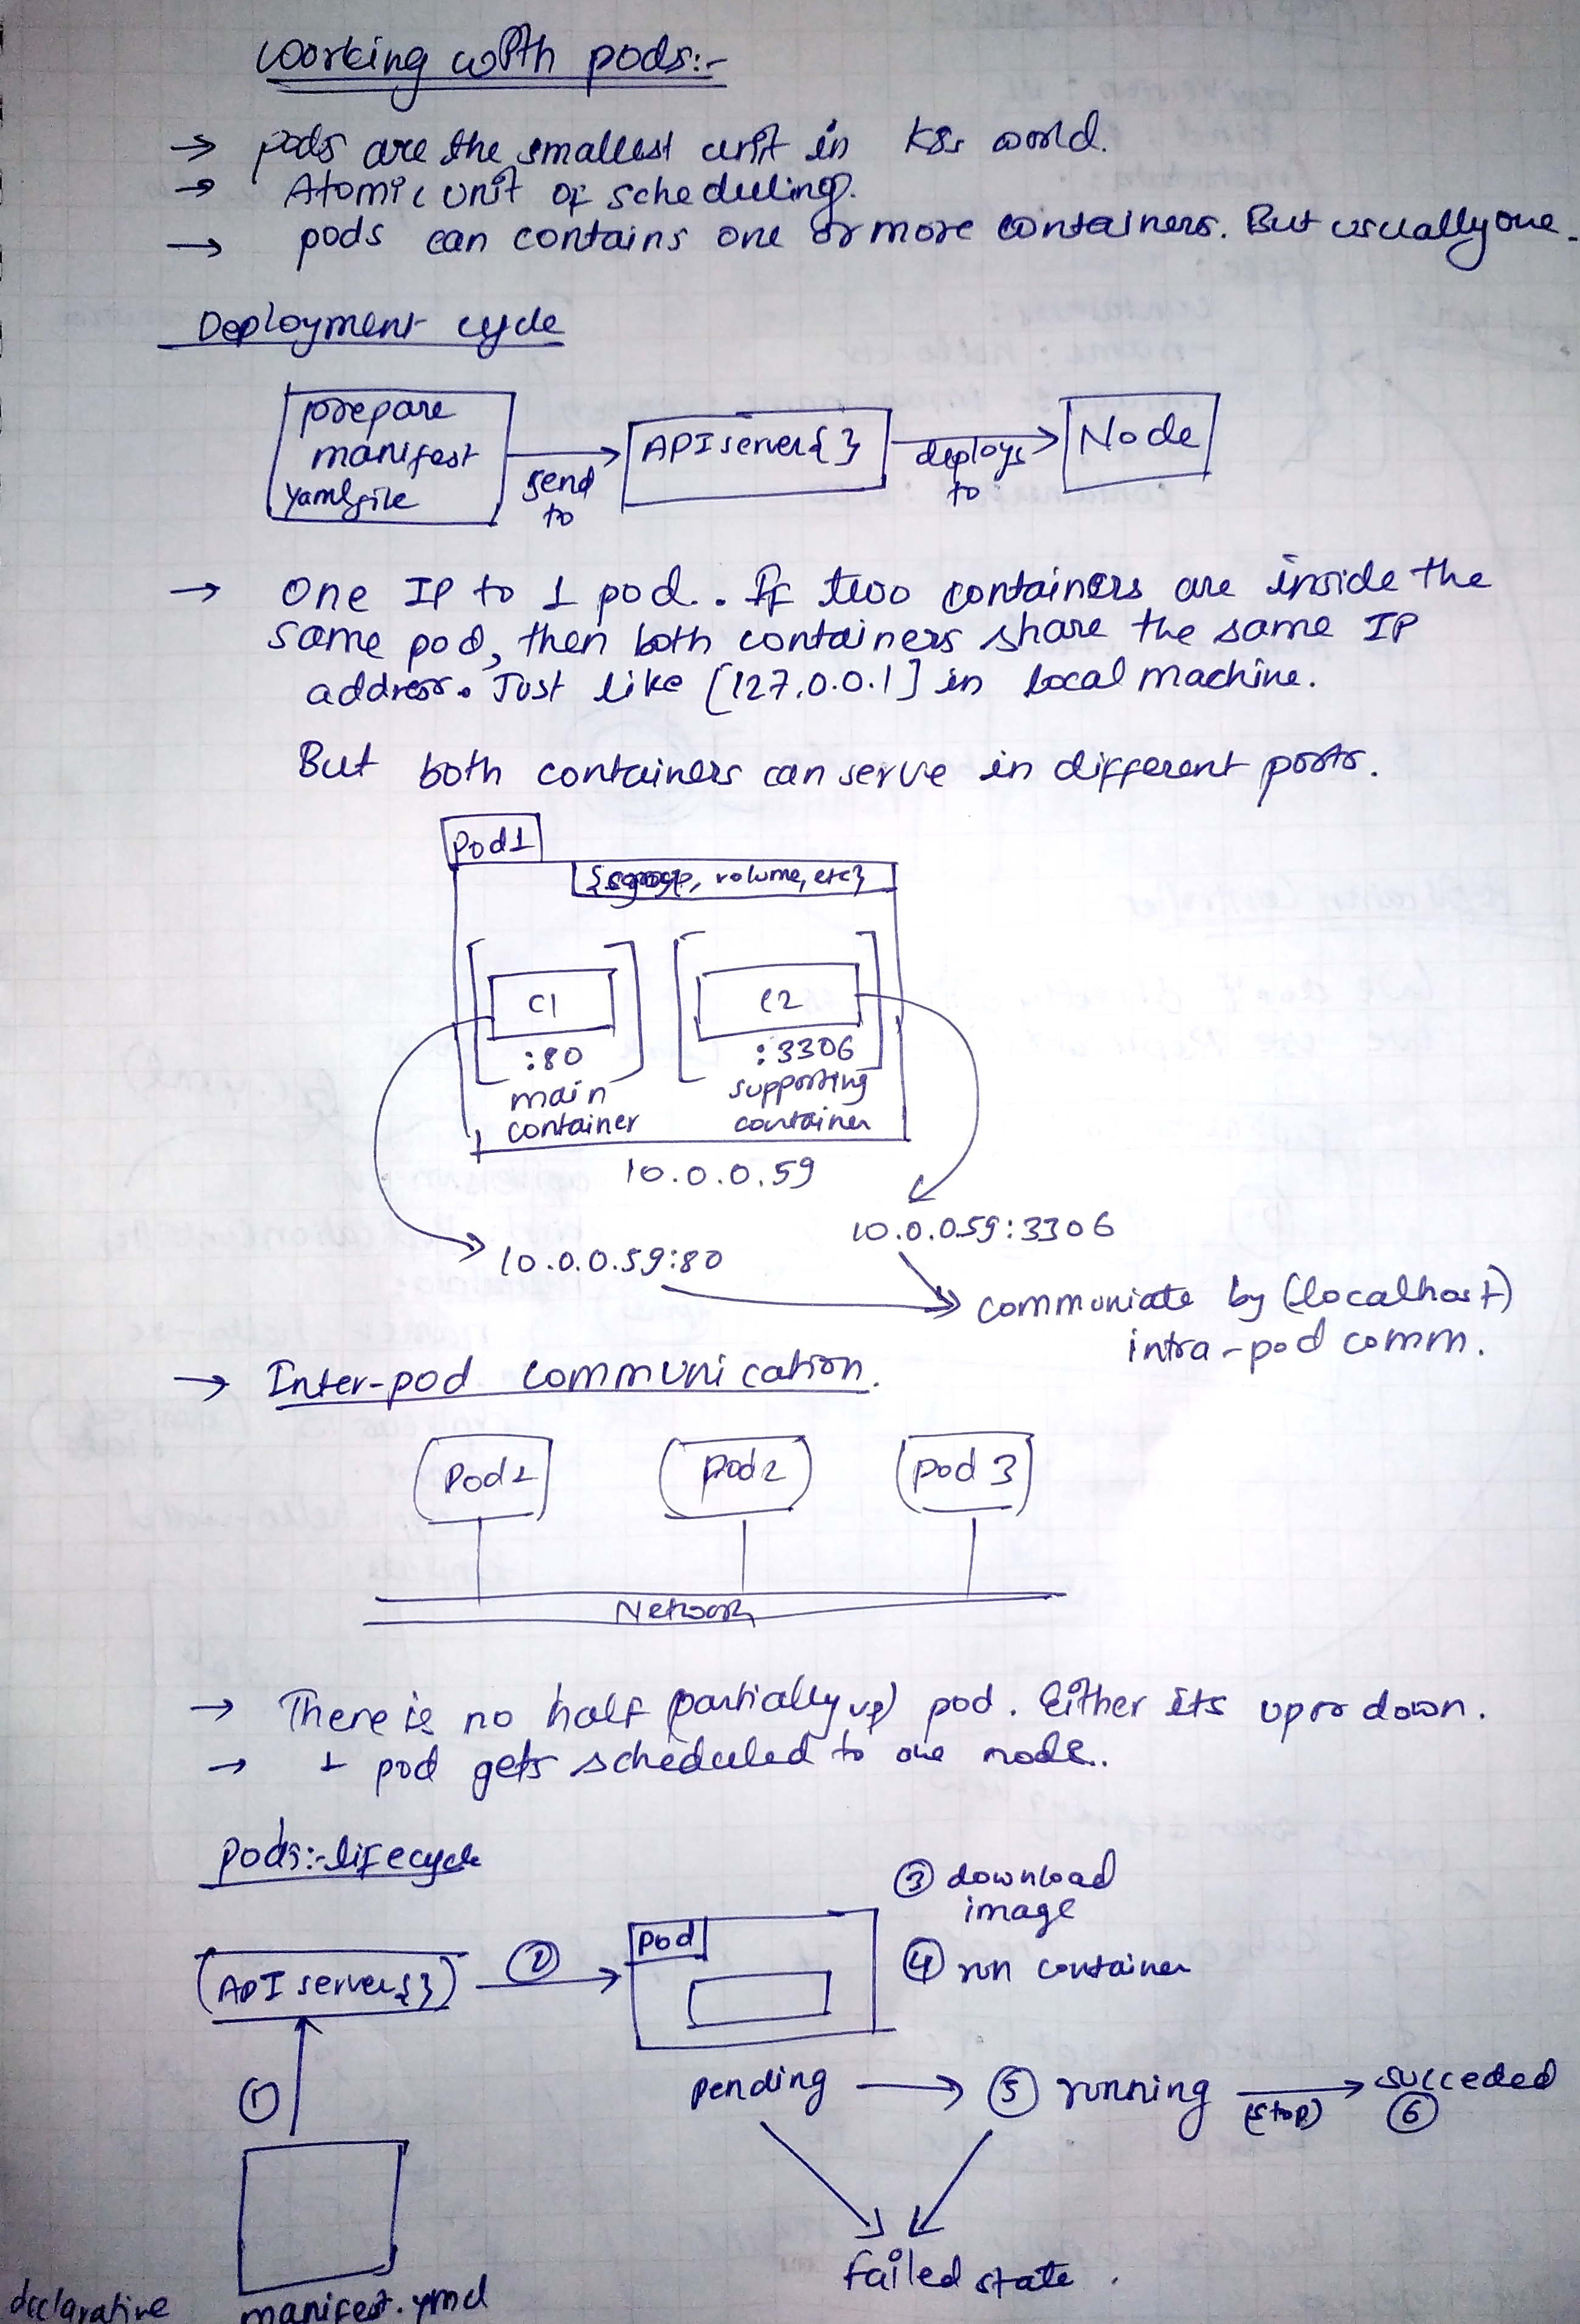 Working with pods:-
→ pods are the smallest unit in K8s world.
→ Atomic unit of scheduling.
→ pods can contains one or more containers. But usually one.
Deployment cycle
prepare
manifest
yaml file
send
to
API server{ }
deploys
to
Node
→ One IP to 1 pod. If two containers are inside the
same pod, then both containers share the same IP
address. Just like [127.0.0.1] in local machine.
But both containers can serve in different ports.
Pod1
{cgroup, volume, etc}
C1
C2
:80
:3306
main
container
supporting
container
10.0.0.59
10.0.059:3306
10.0.0.59:80
communiate by (localhost)
intra-pod comm.
→ Inter-pod communication.
Pod1
pod2
pod 3
Network
→ There is no half (partially up) pod. Either its up or down.
→ 1 pod gets scheduled to one node.
pods:-lifecycle
③ download
image
④ run container
API server{}
②
Pod
①
pending → ⑤ running → succeded
(stop)
⑥
failed state.
declarative
manifest.yml